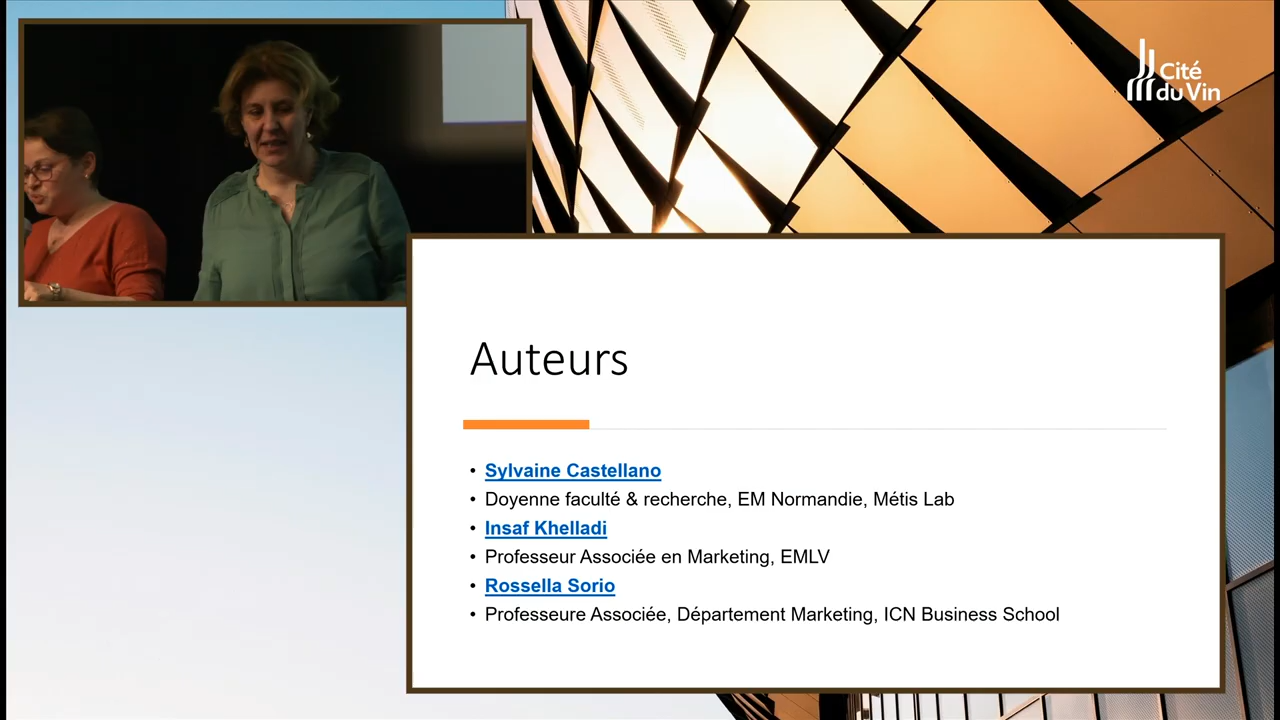 Cité
du Vin
Auteurs
• Sylvaine Castellano
• Doyenne faculté & recherche, EM Normandie, Métis Lab
• Insaf Khelladi
• Professeur Associée en Marketing, EMLV
• Rossella Sorio
• Professeure Associée, Département Marketing, ICN Business School